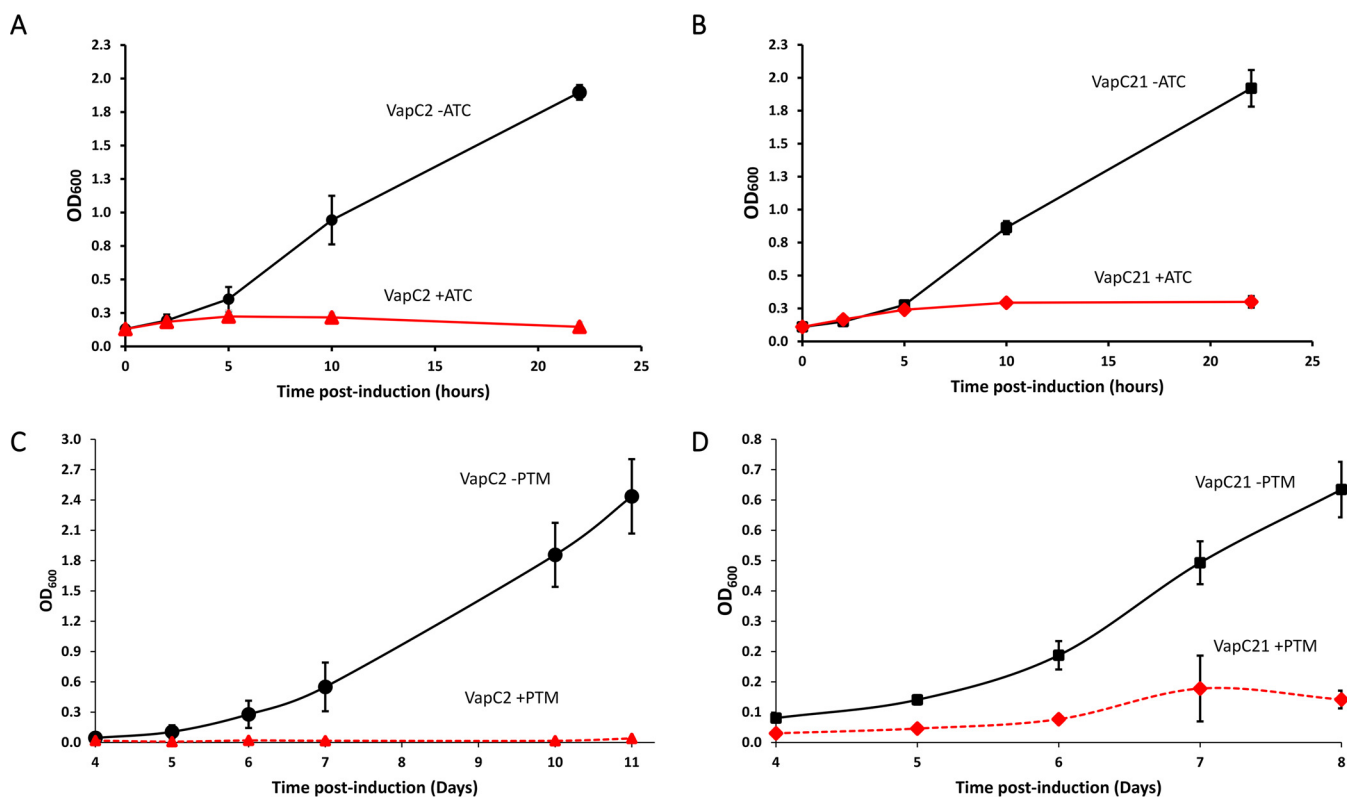 A
2.3
2.0
1.8
1.5
1.3
1.0
0.8
0.5
0.3
0.0
OD600
VapC2 -ATC
VapC2 +ATC
0 5 10 15 20 25
Time post-induction (hours)
B
2.3
2.0
1.8
1.5
1.3
1.0
0.8
0.5
0.3
0.0
OD600
VapC21 -ATC
VapC21 +ATC
0 5 10 15 20 25
Time post-induction (hours)
C
3.0
2.7
2.4
2.1
1.8
1.5
1.2
0.9
0.6
0.3
0.0
OD600
VapC2 -PTM
VapC2 +PTM
4 5 6 7 8 9 10 11
Time post-induction (Days)
D
0.8
0.7
0.6
0.6
0.5
0.4
0.3
0.2
0.2
0.1
0.0
OD600
VapC21 -PTM
VapC21 +PTM
4 5 6 7 8
Time post-induction (Days)